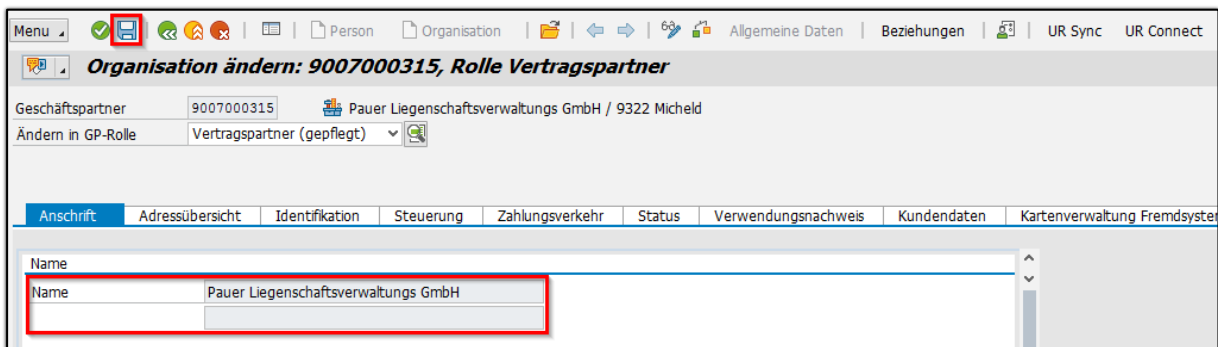 Menu Person Organisation Allgemeine Daten Beziehungen UR Sync UR Connect
Organisation ändern: 9007000315, Rolle Vertragspartner
Geschäftspartner 9007000315 Pauer Liegenschaftsverwaltungs GmbH / 9322 Micheld
Ändern in GP-Rolle Vertragspartner (gepflegt)
Anschrift Adressübersicht Identifikation Steuerung Zahlungsverkehr Status Verwendungsnachweis Kundendaten Kartenverwaltung Fremdsyster
Name
Name Pauer Liegenschaftsverwaltungs GmbH